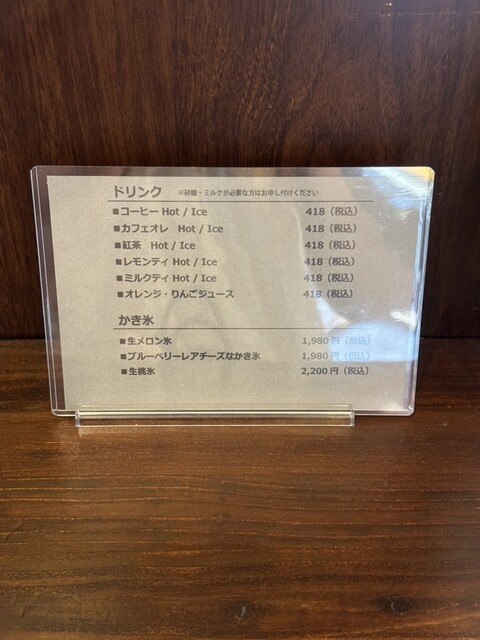 ドリンク ※砂糖・ミルクが必要な方はお申し付けください
■コーヒー Hot / Ice 418（税込）
■カフェオレ Hot / Ice 418（税込）
■紅茶 Hot / Ice 418（税込）
■レモンティ Hot / Ice 418（税込）
■ミルクティ Hot / Ice 418（税込）
■オレンジ・りんごジュース 418（税込）
かき氷
■生メロン氷 1,980 円（税込）
■ブルーベリーレアチーズなかき氷 1,980 円（税込）
■生桃氷 2,200 円（税込）